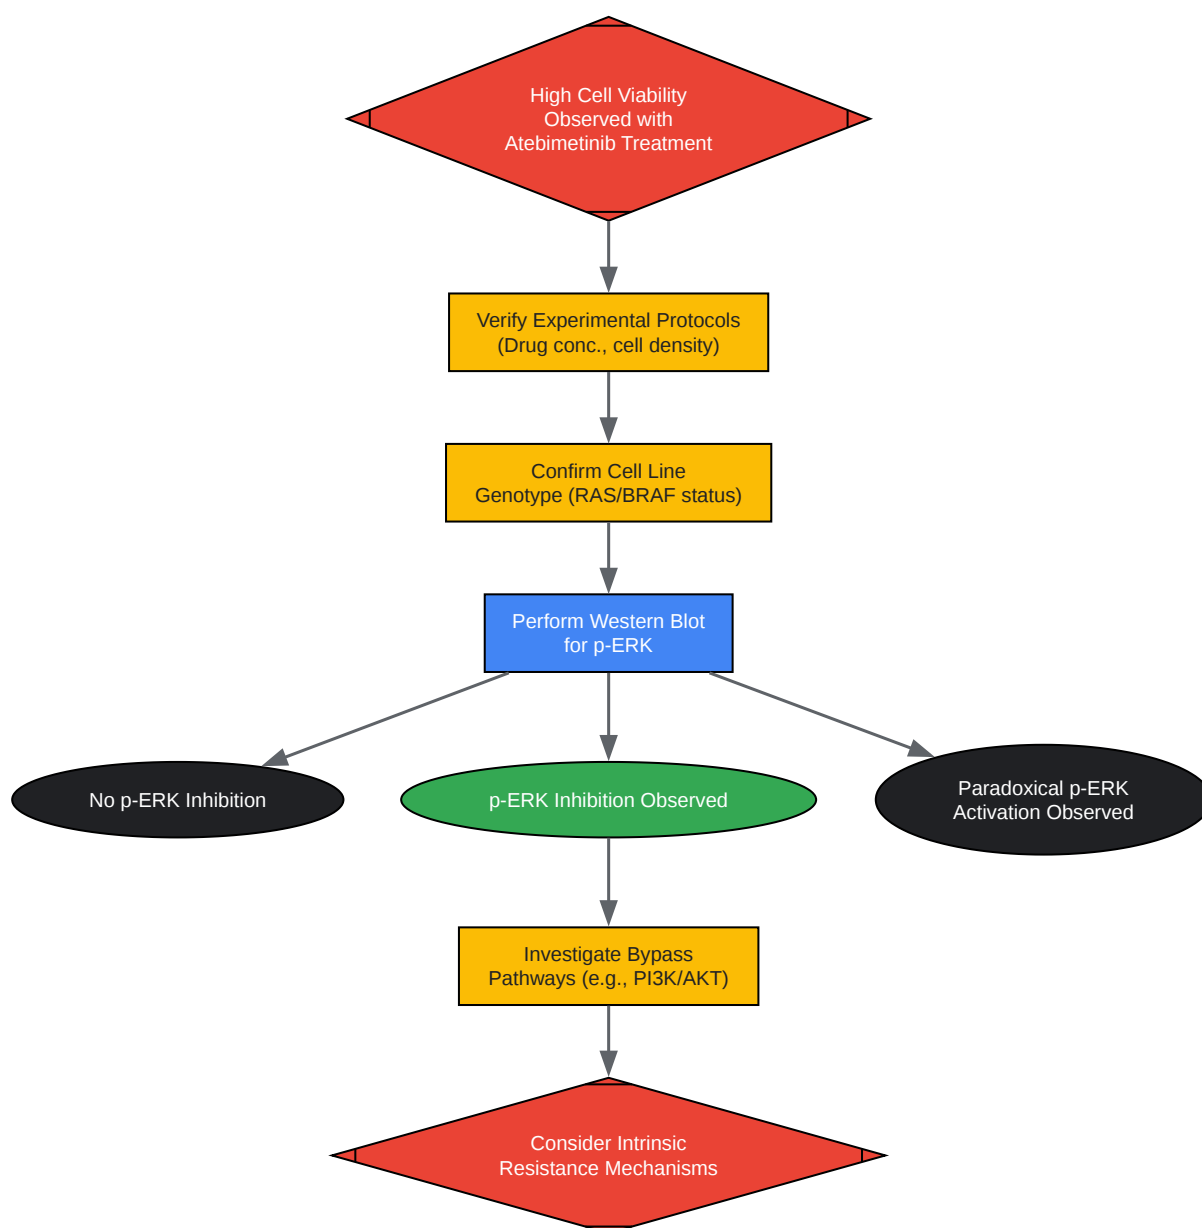 High Cell Viability
Observed with
Atebimetinib Treatment
Verify Experimental Protocols
(Drug conc., cell density)
Confirm Cell Line
Genotype (RAS/BRAF status)
Perform Western Blot
for p-ERK
No p-ERK Inhibition
p-ERK Inhibition Observed
Paradoxical p-ERK
Activation Observed
Investigate Bypass
Pathways (e.g., PI3K/AKT)
Consider Intrinsic
Resistance Mechanisms